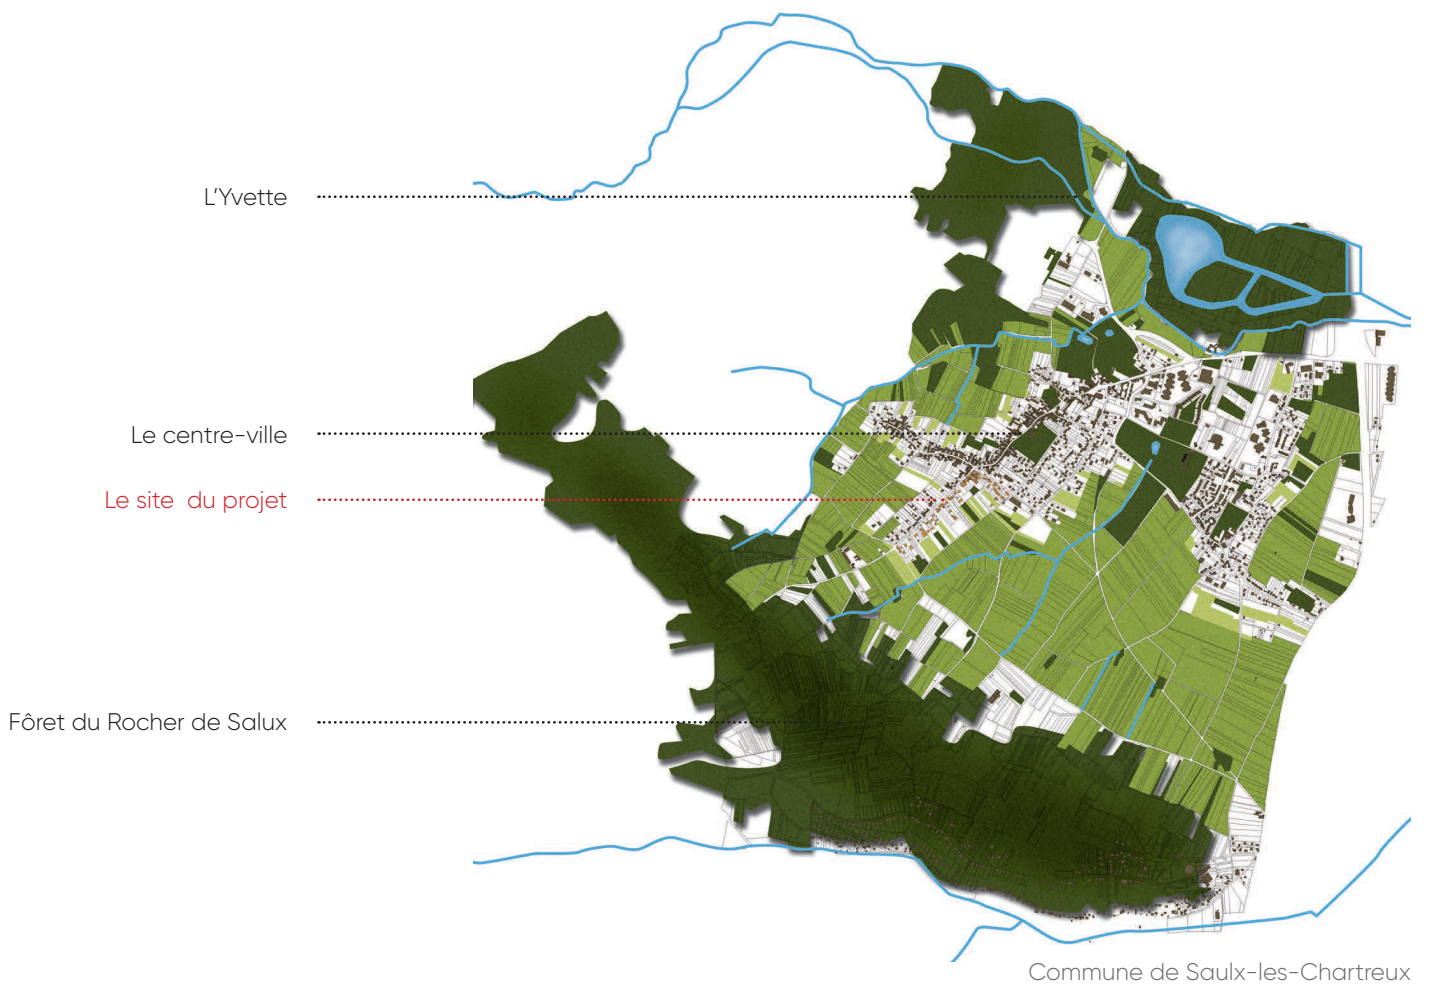 L'Yvette
Le centre-ville
Le site du projet
Fôret du Rocher de Salux
Commune de Saulx-les-Chartreux